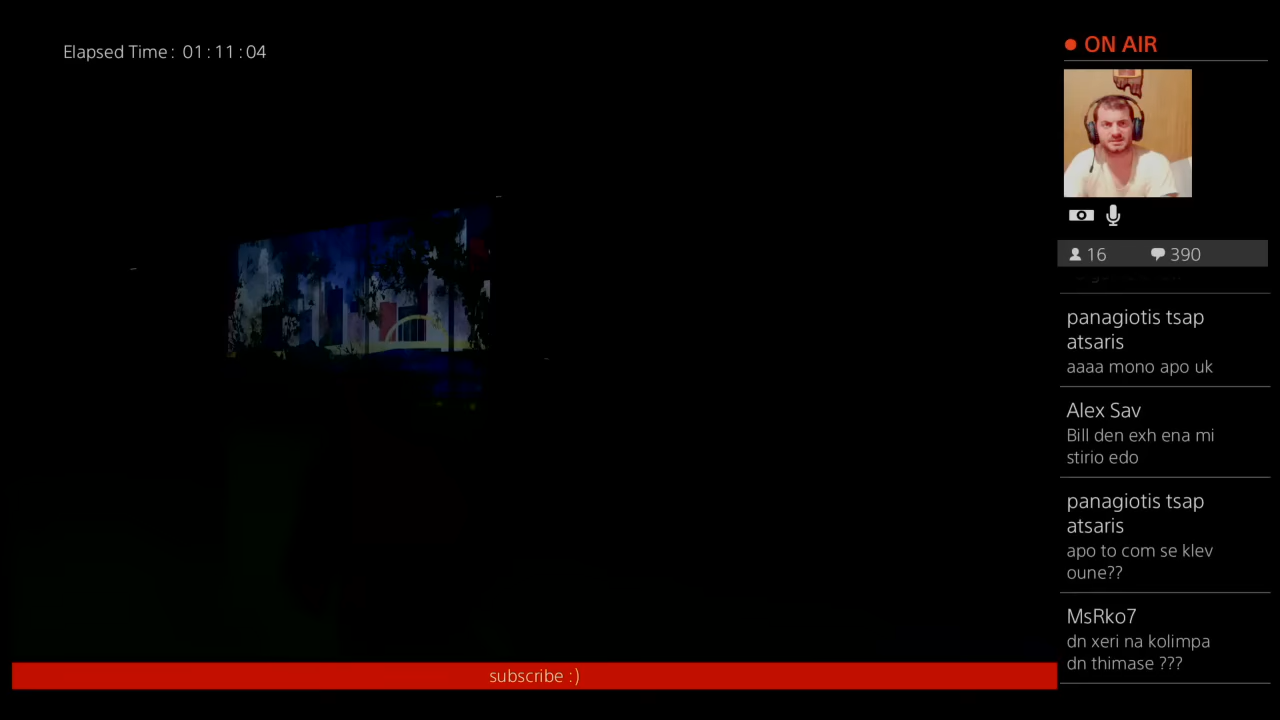 Elapsed Time: 01:11:04
ON AIR
16 390
panagiotis tsap
atsaris
aaaa mono apo uk
Alex Sav
Bill den exh ena mi
stirio edo
panagiotis tsap
atsaris
apo to com se klev
oune??
MsRko7
dn xeri na kolimpa
dn thimase ???
subscribe :)